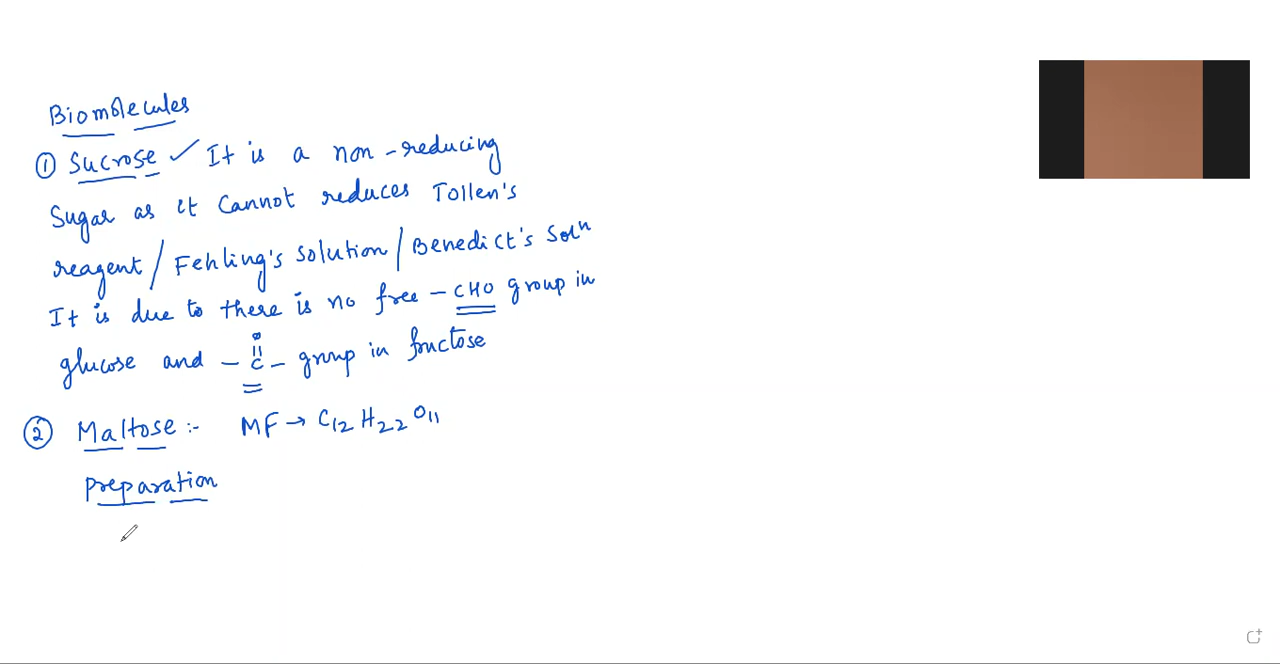 Biomolecules
① Sucrose ✓ It is a non-reducing
Sugar as it Cannot reduces Tollen's
reagent / Fehling's solution / Benedict's Solⁿ
It is due to there is no free -CHO group in
glucose and -C- group in fructose
O
||
② Maltose :- MF → C₁₂H₂₂O₁₁
Preparation